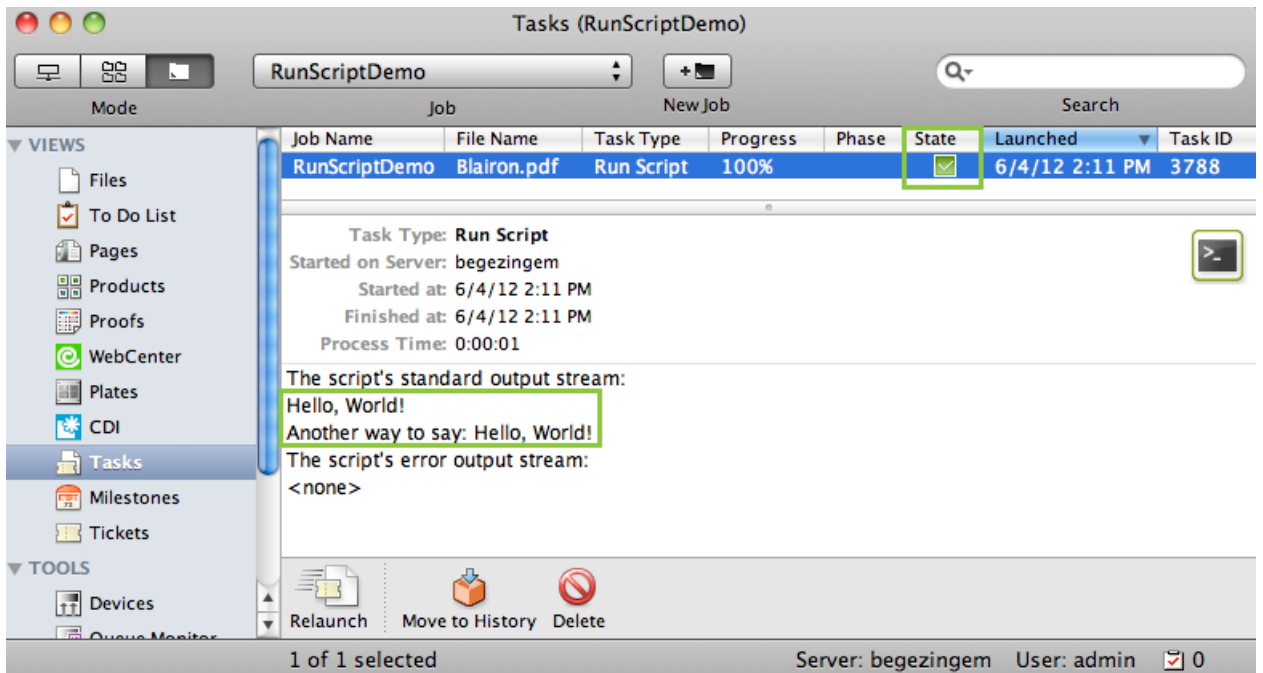 Tasks (RunScriptDemo)
RunScriptDemo
Mode
Job
New Job
Search
VIEWS
Files
To Do List
Pages
Products
Proofs
WebCenter
Plates
CDI
Tasks
Milestones
Tickets
TOOLS
Devices
Queue Monitor
Job Name File Name Task Type Progress Phase State Launched Task ID
RunScriptDemo Blairon.pdf Run Script 100% 6/4/12 2:11 PM 3788
Task Type: Run Script
Started on Server: begezingem
Started at: 6/4/12 2:11 PM
Finished at: 6/4/12 2:11 PM
Process Time: 0:00:01
The script's standard output stream:
Hello, World!
Another way to say: Hello, World!
The script's error output stream:
<none>
Relaunch Move to History Delete
1 of 1 selected Server: begezingem User: admin 0